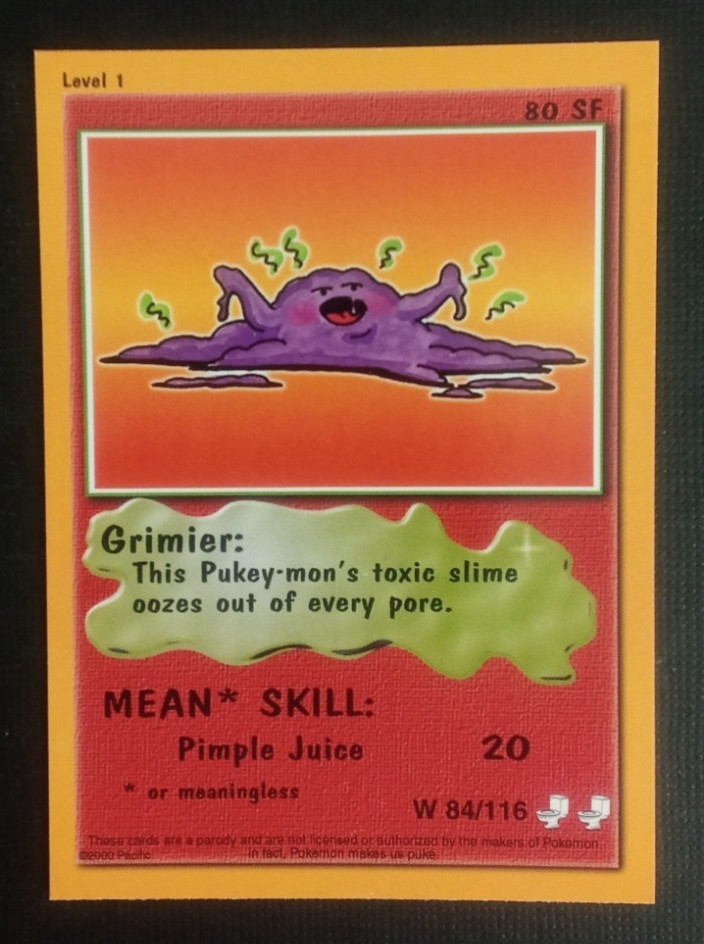 Level 1
80 SF
Grimier:
This Pukey-mon's toxic slime
oozes out of every pore.
MEAN* SKILL:
Pimple Juice 20
* or meaningless
W 84/116
These cards are a parody and are not licensed or authorized by the makers of Pokemon.
©2000 Pacific In fact, Pokemon makes us puke.